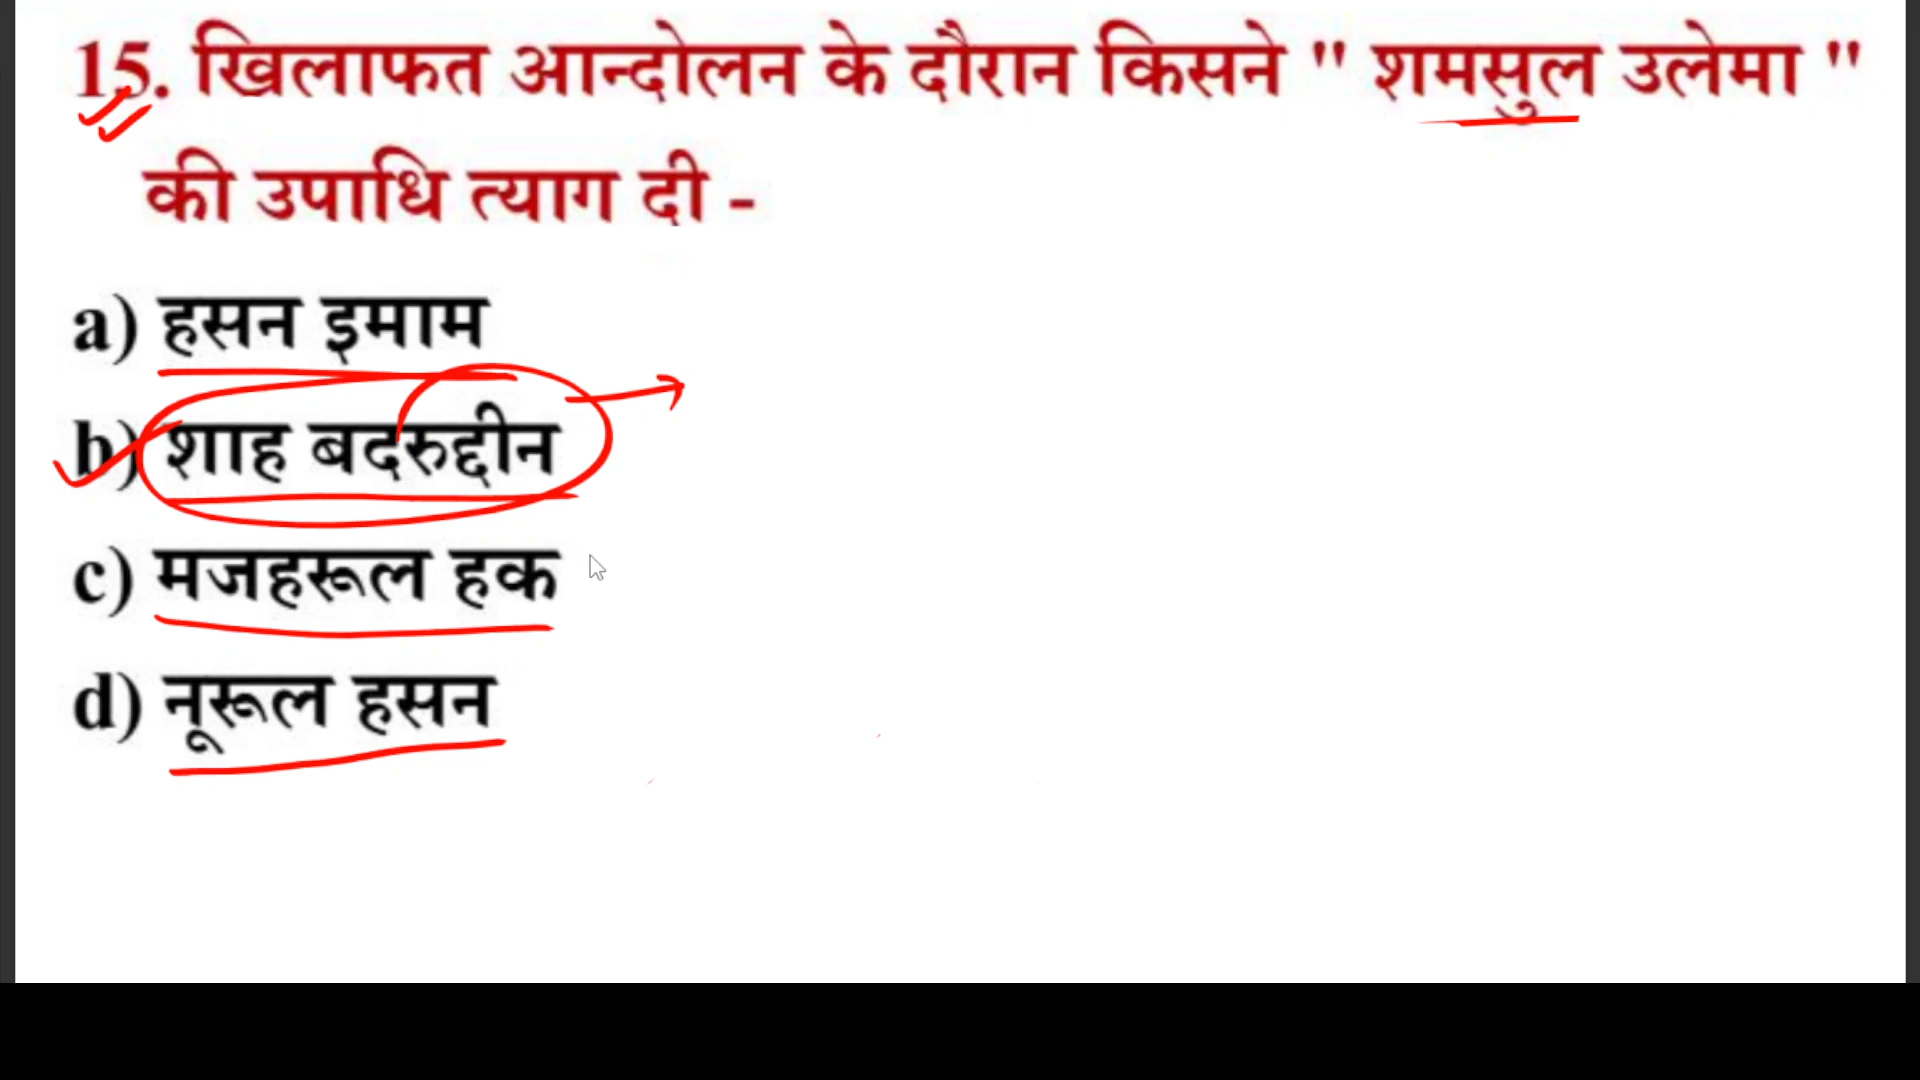 15. खिलाफत आन्दोलन के दौरान किसने " शमसुल उलेमा "
की उपाधि त्याग दी -
a) हसन इमाम
b) शाह बदरुद्दीन
c) मजहरूल हक
d) नूरूल हसन